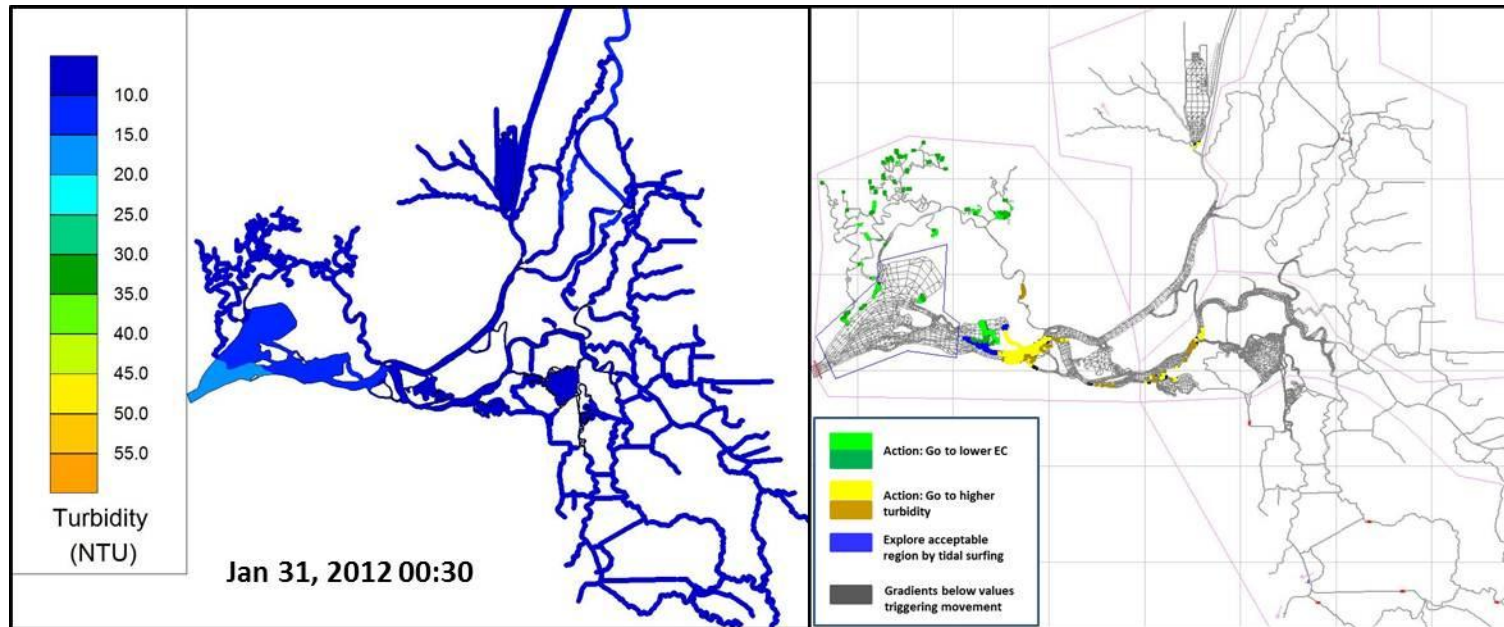 10.0
15.0
20.0
25.0
30.0
35.0
40.0
45.0
50.0
55.0
Turbidity
(NTU)
Jan 31, 2012 00:30
Action: Go to lower EC
Action: Go to higher
turbidity
Explore acceptable
region by tidal surfing
Gradients below values
triggering movement